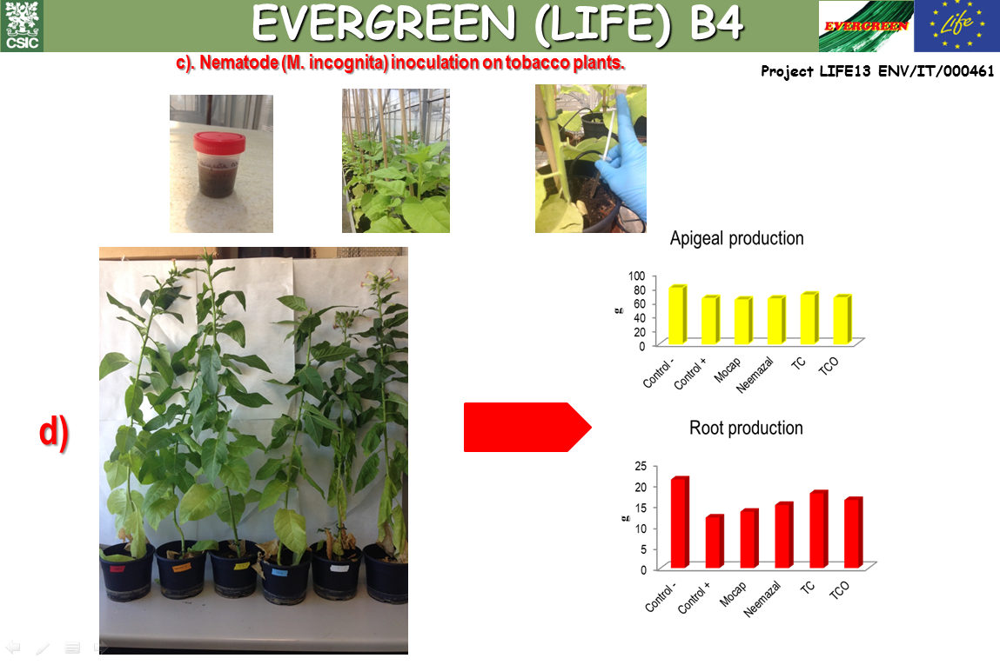 EVERGREEN (LIFE) B4
CSIC
EVERGREEN
Life
c). Nematode (M. incognita) inoculation on tobacco plants.
Project LIFE13 ENV/IT/000461
Apigeal production
100
80
60
40
20
0
g
Control -
Control +
Mocap
Neemazal
TC
TCO
d)
Root production
25
20
15
10
5
0
g
Control -
Control +
Mocap
Neemazal
TC
TCO